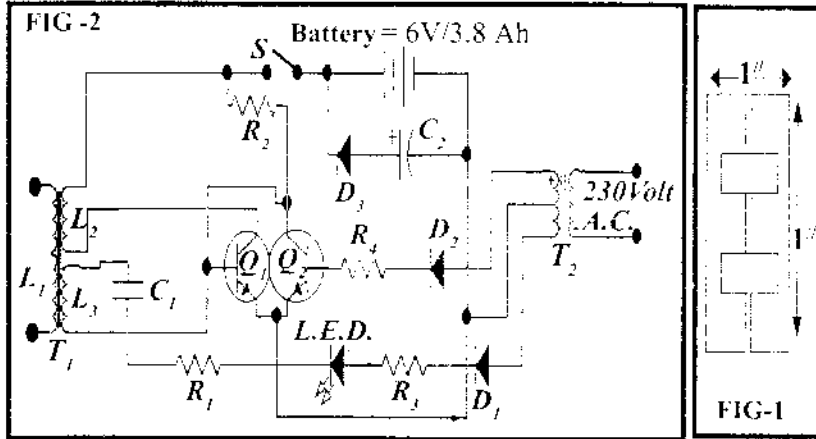 FIG -2
Battery = 6V/3.8 Ah
S
R2
C2
D3
L2
230Volt
A.C.
T2
Q1 Q2
R4
D2
L1
L3
C1
T1
L.E.D.
R1
R3
D1
1"
1"
FIG-1